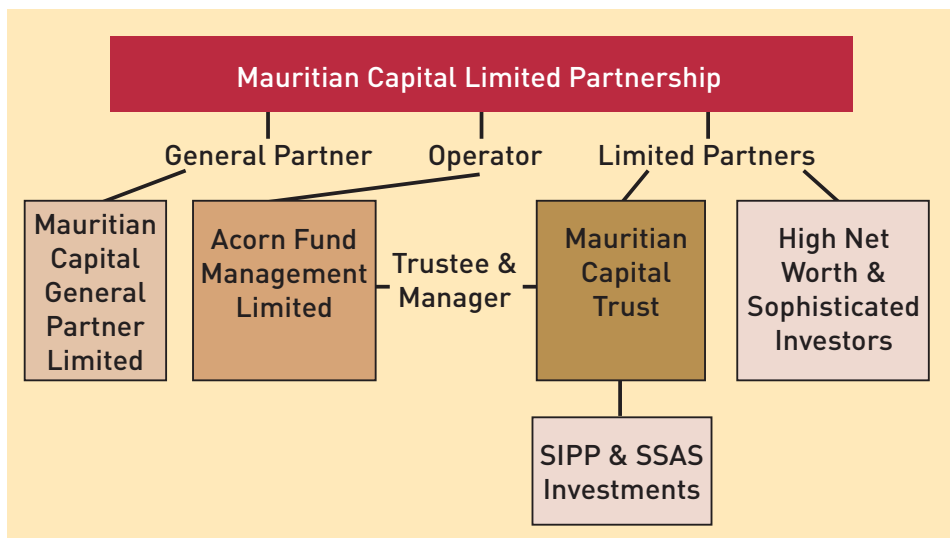 Mauritian Capital Limited Partnership
General Partner
Operator
Limited Partners
Mauritian
Capital
General
Partner
Limited
Acorn Fund
Management
Limited
Trustee &
Manager
Mauritian
Capital
Trust
High Net
Worth &
Sophisticated
Investors
SIPP & SSAS
Investments